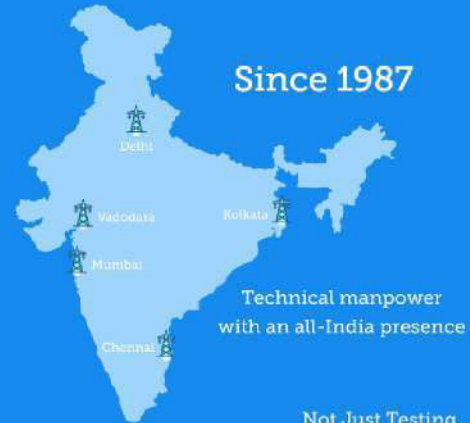 Since 1987
Delhi
Vadodara
Kolkata
Mumbai
Technical manpower
with an all-India presence
Chennai
Not Just Testing